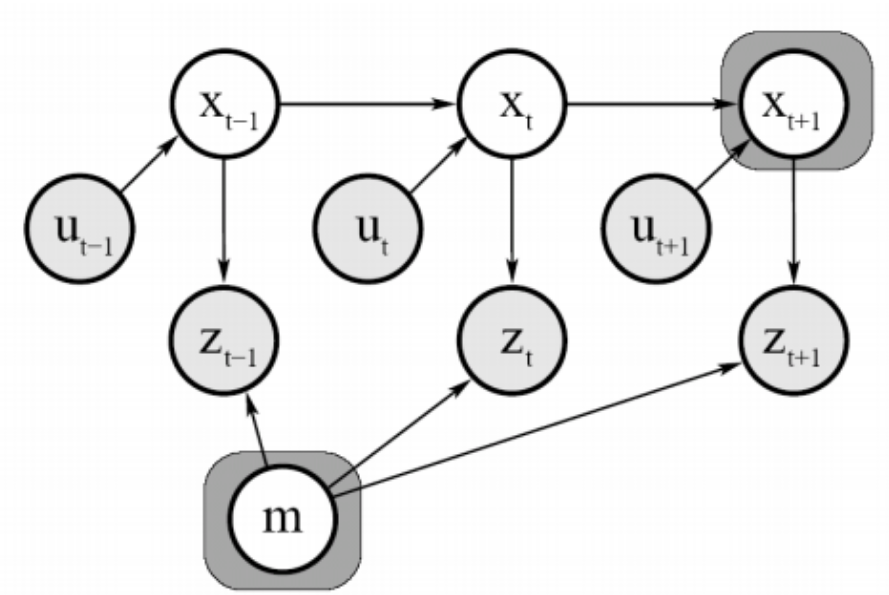 x_{t−1} x_t x_{t+1}
u_{t−1} u_t u_{t+1}
z_{t−1} z_t z_{t+1}
m